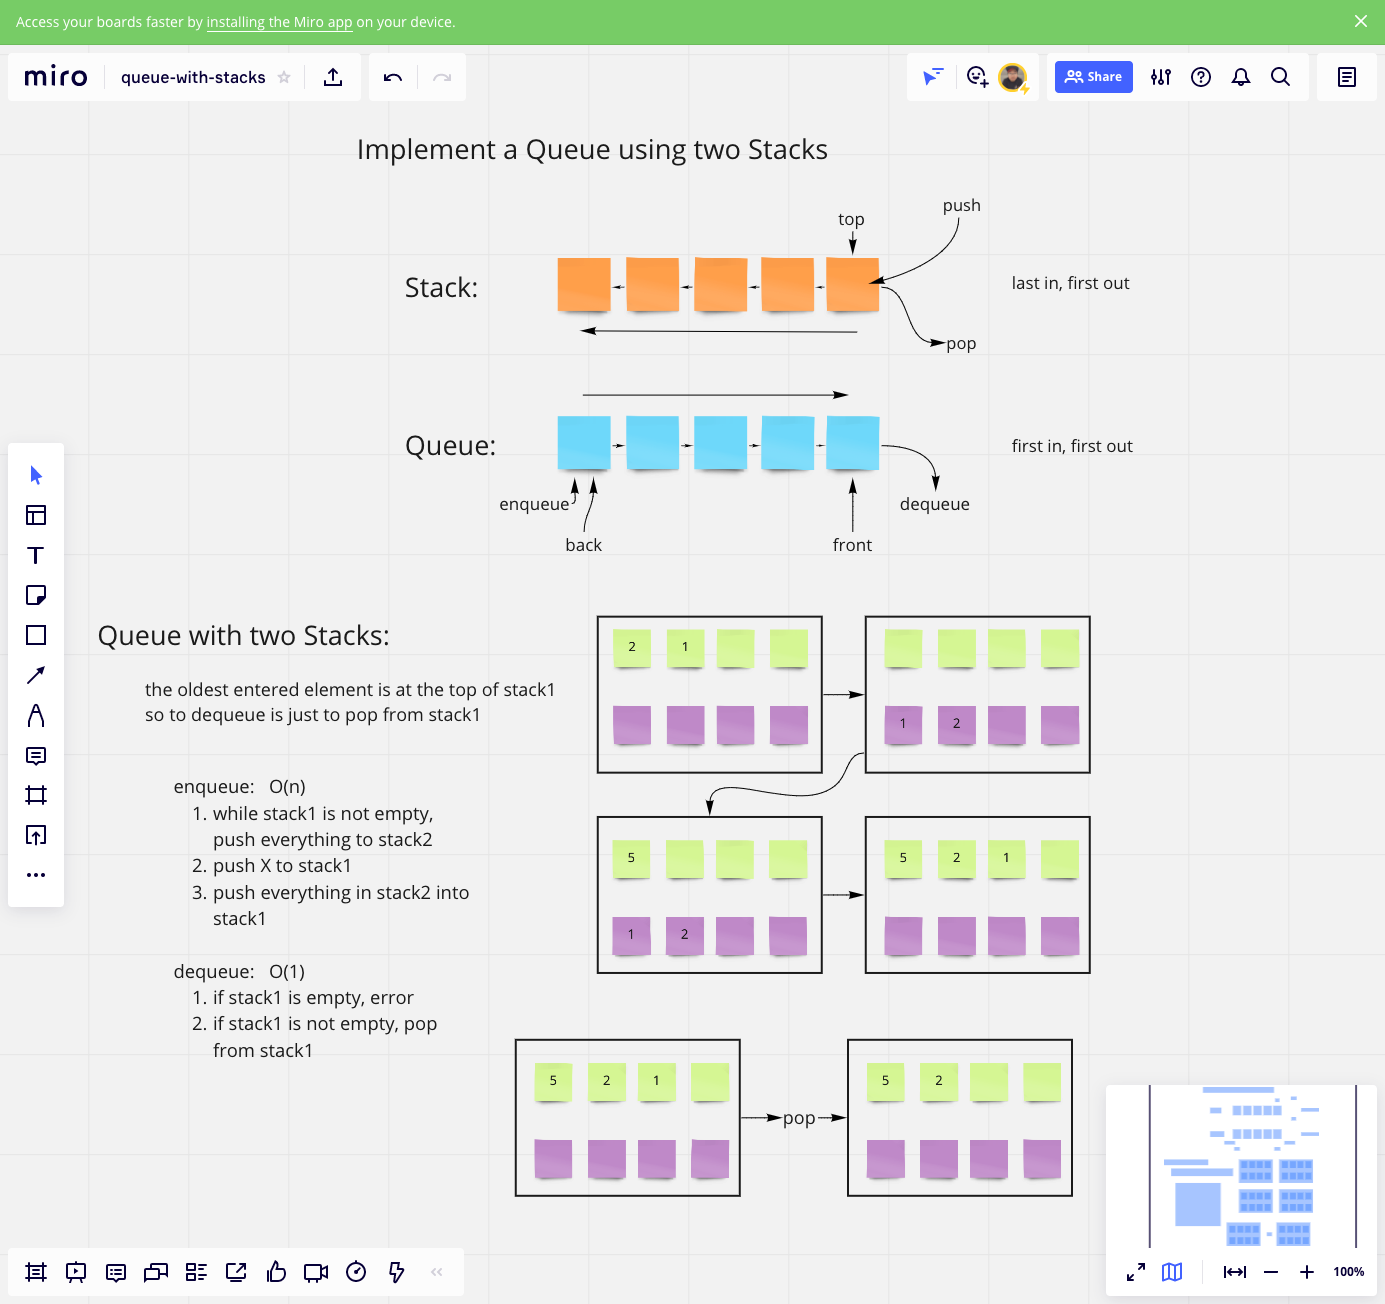 Access your boards faster by installing the Miro app on your device.
miro
queue-with-stacks
Share
Implement a Queue using two Stacks
push
top
Stack:
last in, first out
pop
Queue:
first in, first out
enqueue
dequeue
back
front
Queue with two Stacks:
the oldest entered element is at the top of stack1
so to dequeue is just to pop from stack1
2 1
1 2
enqueue: O(n)
1. while stack1 is not empty,
push everything to stack2
2. push X to stack1
3. push everything in stack2 into
stack1
5
1 2
5 2 1
dequeue: O(1)
1. if stack1 is empty, error
2. if stack1 is not empty, pop
from stack1
5 2 1
pop
5 2
100%